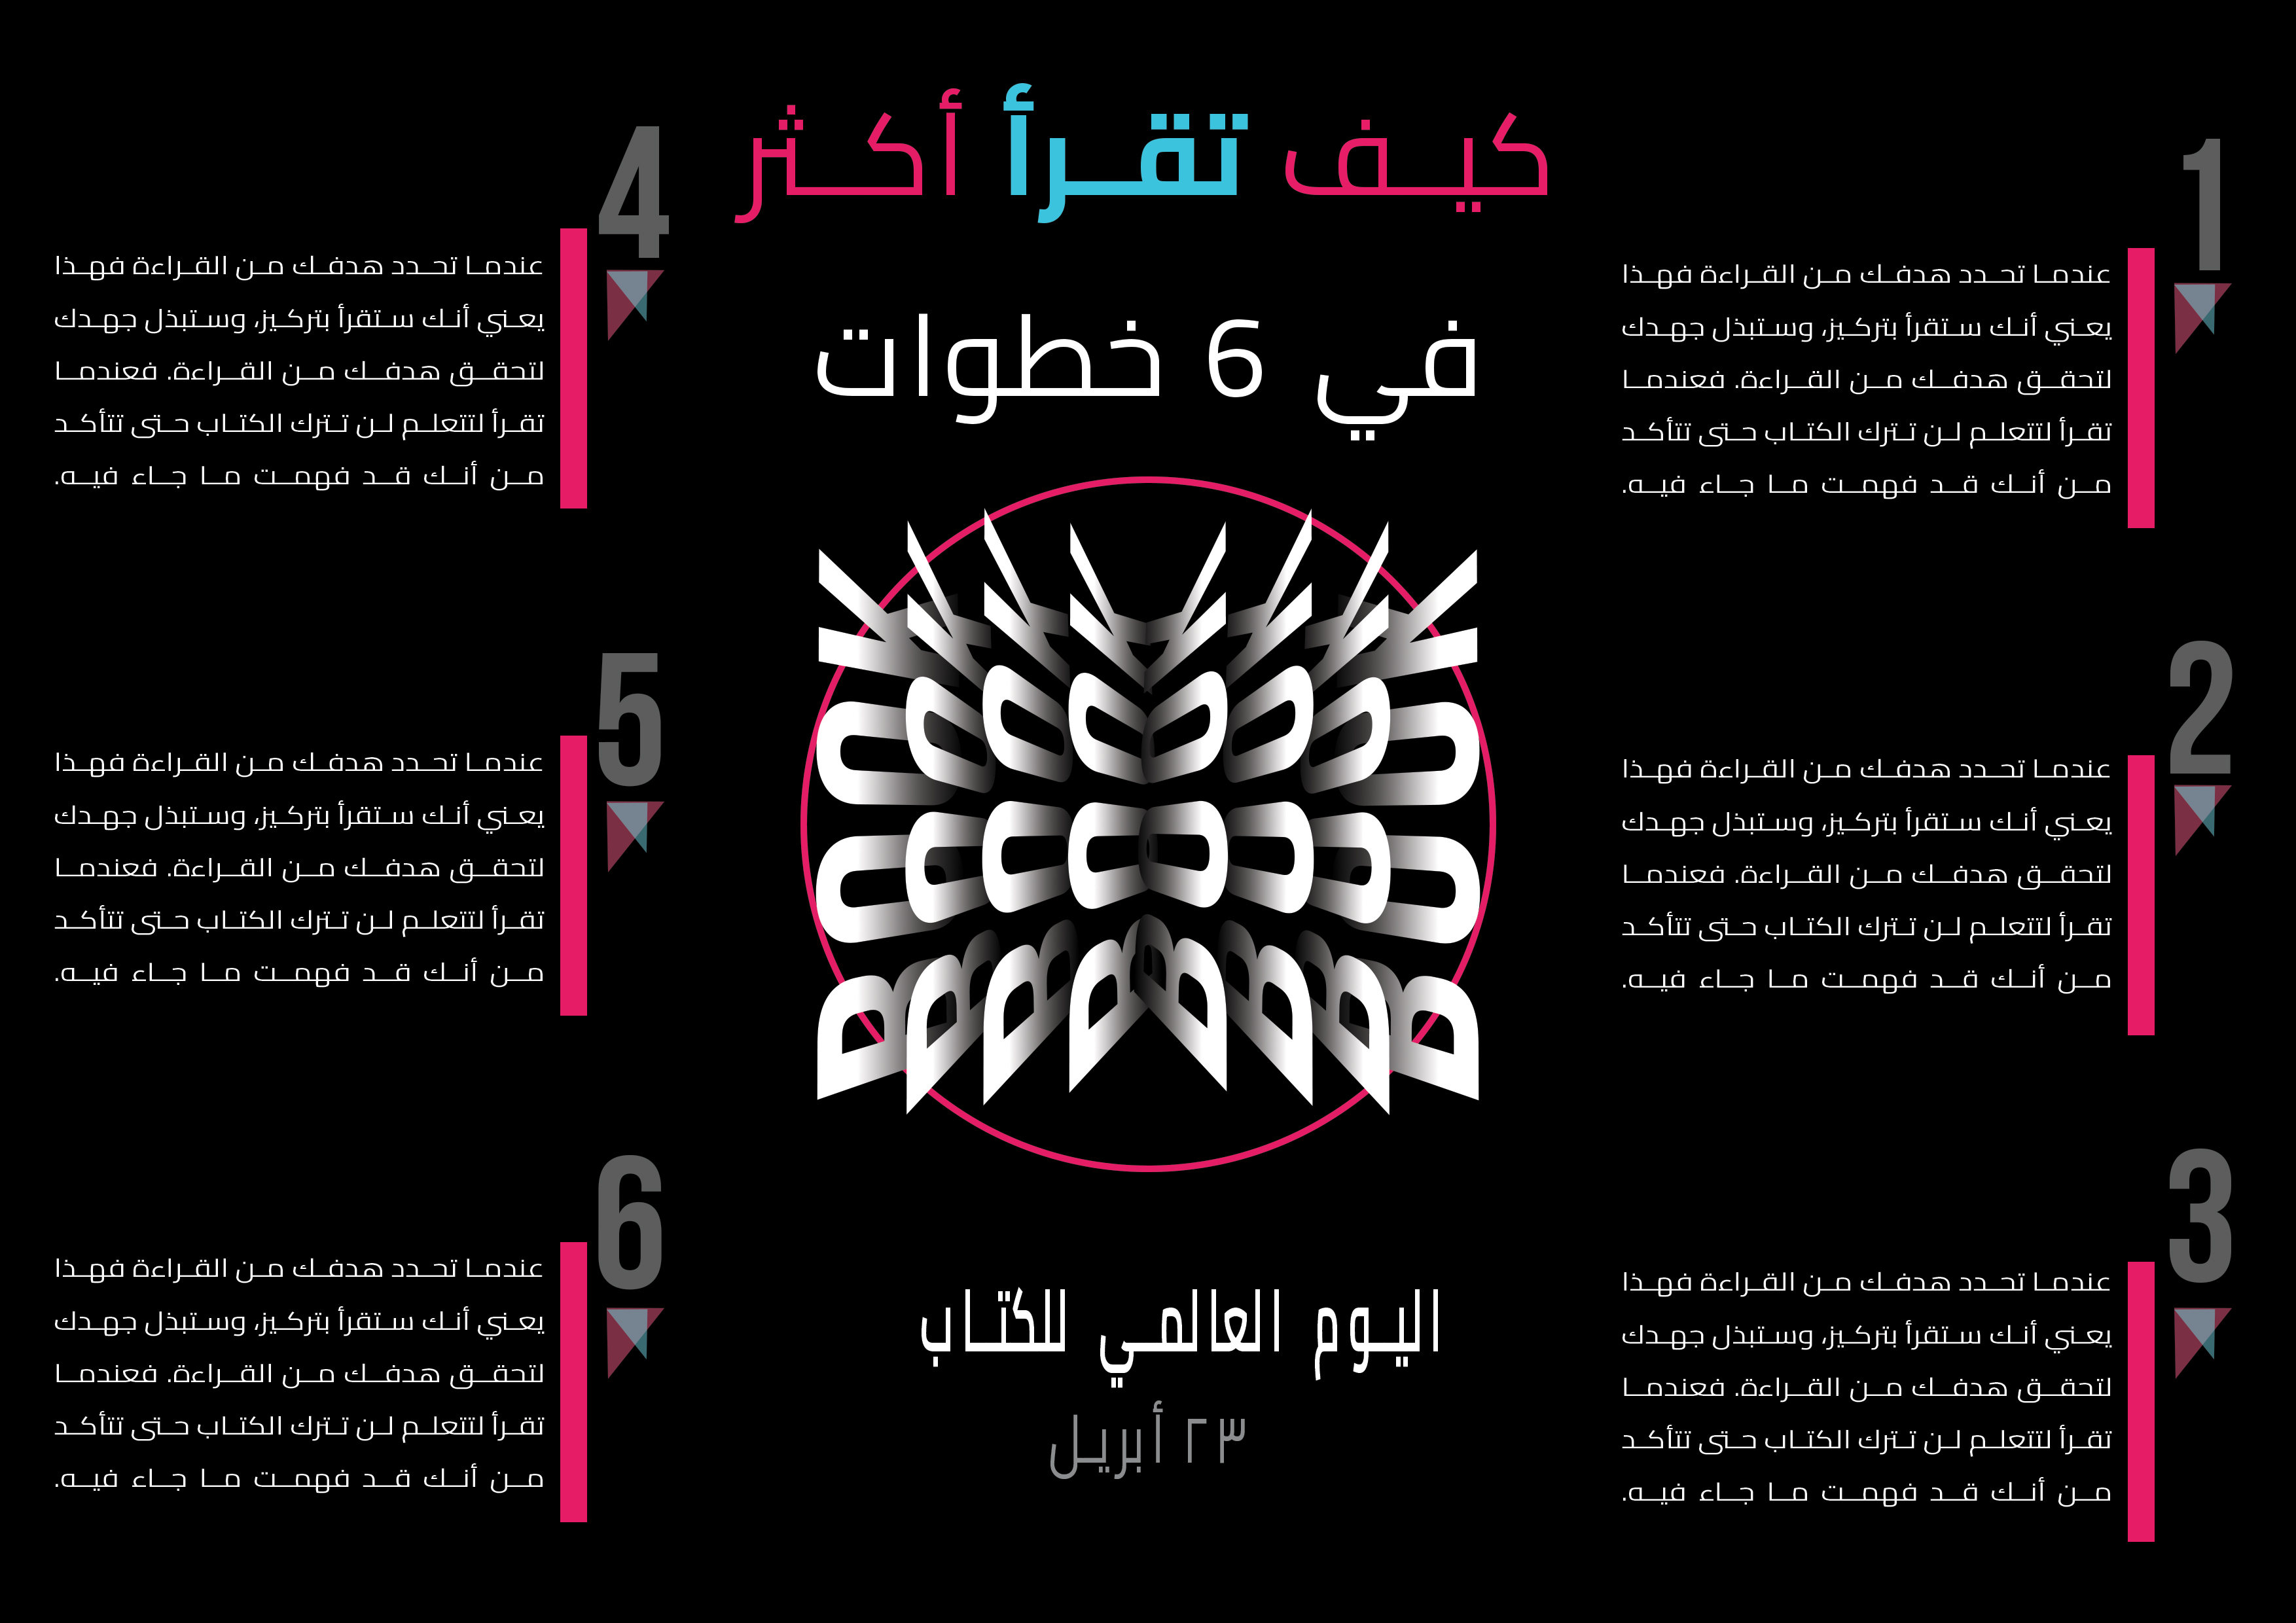 كيف تقرأ أكثر
في 6 خطوات
1
عندما تحدد هدفك من القراءة فهذا
يعني أنك ستقرأ بتركيز، وستبذل جهدك
لتحقق هدفك من القراءة. فعندما
تقرأ لتتعلم لن تترك الكتاب حتى تتأكد
من أنك قد فهمت ما جاء فيه.
2
عندما تحدد هدفك من القراءة فهذا
يعني أنك ستقرأ بتركيز، وستبذل جهدك
لتحقق هدفك من القراءة. فعندما
تقرأ لتتعلم لن تترك الكتاب حتى تتأكد
من أنك قد فهمت ما جاء فيه.
3
عندما تحدد هدفك من القراءة فهذا
يعني أنك ستقرأ بتركيز، وستبذل جهدك
لتحقق هدفك من القراءة. فعندما
تقرأ لتتعلم لن تترك الكتاب حتى تتأكد
من أنك قد فهمت ما جاء فيه.
4
عندما تحدد هدفك من القراءة فهذا
يعني أنك ستقرأ بتركيز، وستبذل جهدك
لتحقق هدفك من القراءة. فعندما
تقرأ لتتعلم لن تترك الكتاب حتى تتأكد
من أنك قد فهمت ما جاء فيه.
5
عندما تحدد هدفك من القراءة فهذا
يعني أنك ستقرأ بتركيز، وستبذل جهدك
لتحقق هدفك من القراءة. فعندما
تقرأ لتتعلم لن تترك الكتاب حتى تتأكد
من أنك قد فهمت ما جاء فيه.
6
عندما تحدد هدفك من القراءة فهذا
يعني أنك ستقرأ بتركيز، وستبذل جهدك
لتحقق هدفك من القراءة. فعندما
تقرأ لتتعلم لن تترك الكتاب حتى تتأكد
من أنك قد فهمت ما جاء فيه.
اليوم العالمي للكتاب
٢٣ أبريل